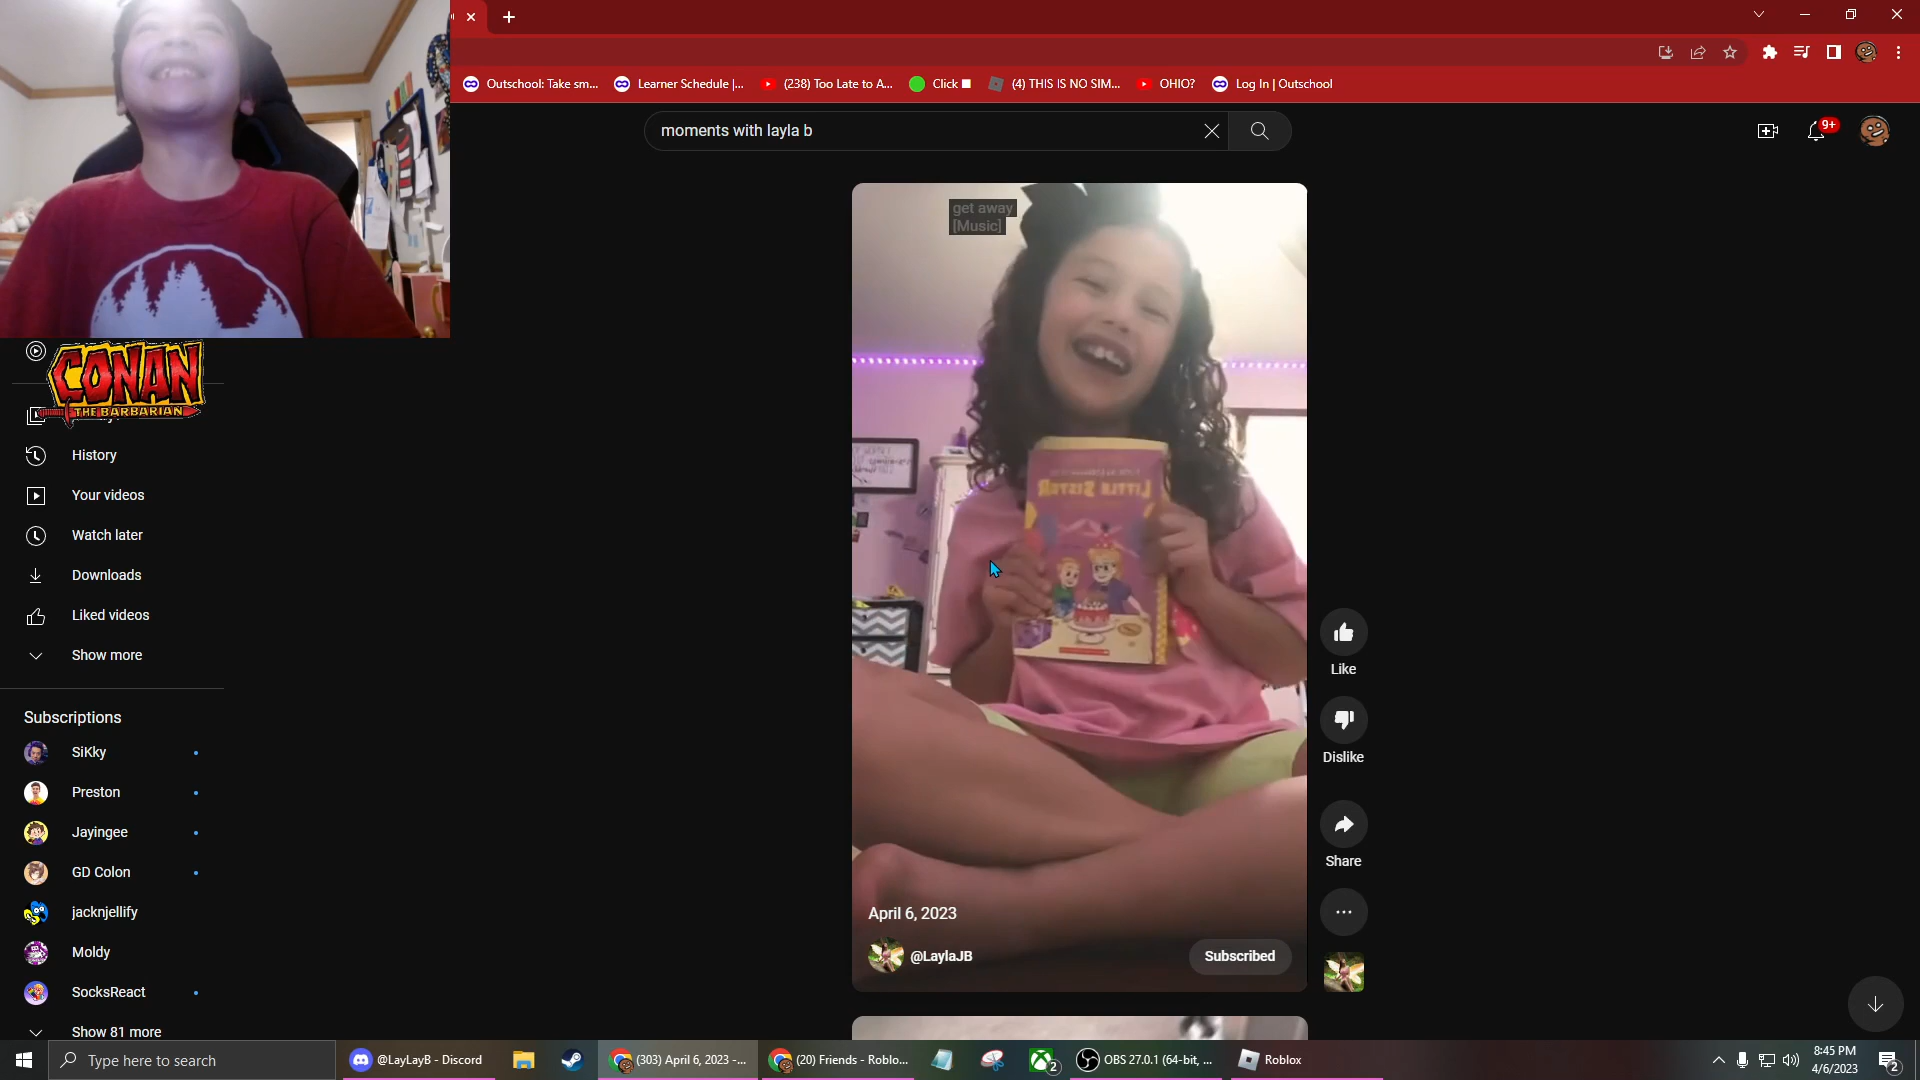 Outschool: Take sm...
Learner Schedule |...
(238) Too Late to A...
Click
(4) THIS IS NO SIM...
OHIO?
Log In | Outschool
moments with layla b
9+
get away
[Music]
CONAN
THE BARBARIAN
History
Your videos
Watch later
Downloads
Liked videos
Show more
LITTLE SISTER
Like
Dislike
Share
Subscriptions
SiKky
Preston
Jayingee
GD Colon
jacknjellify
Moldy
SocksReact
Show 81 more
April 6, 2023
@LaylaJB
Subscribed
Type here to search
@LayLayB - Discord
(303) April 6, 2023 -...
(20) Friends - Roblo...
2
OBS 27.0.1 (64-bit, ...
Roblox
8:45 PM
4/6/2023
2